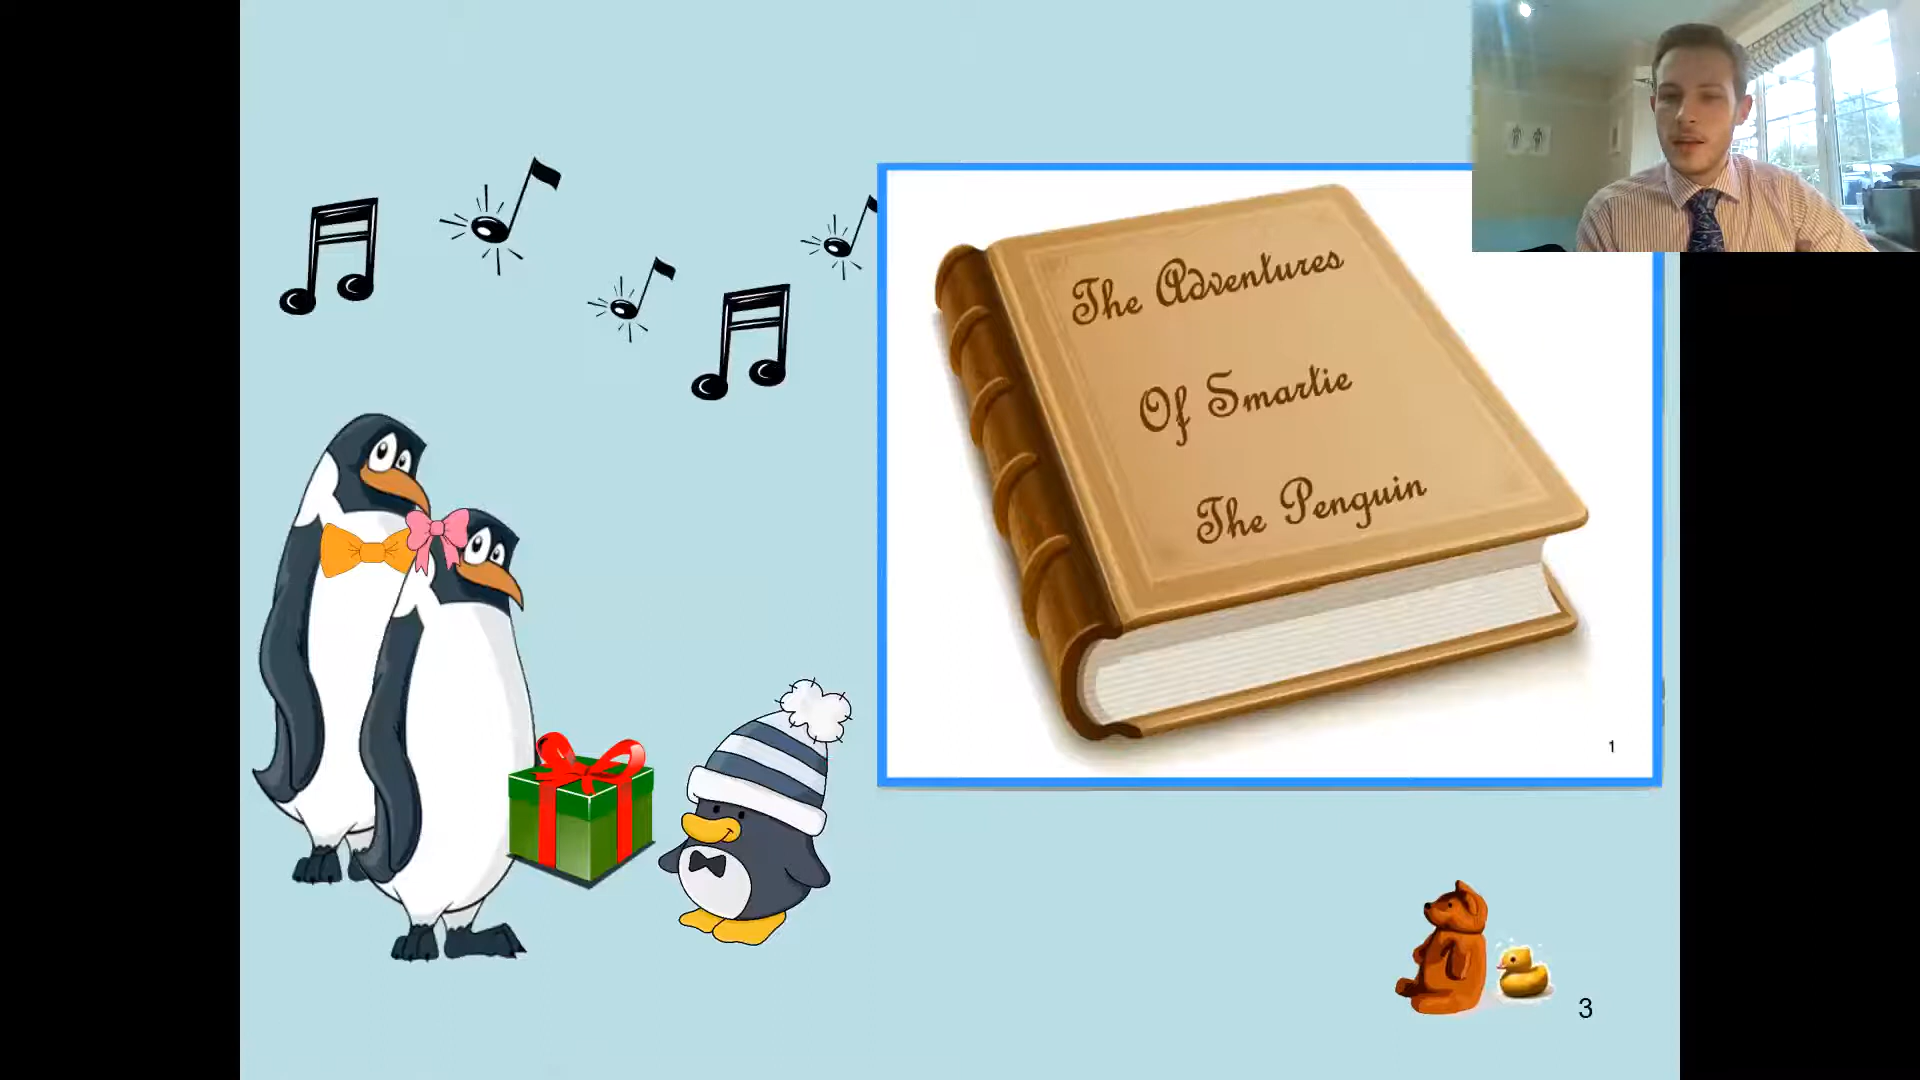 The Adventures
Of Smartie
The Penguin
1
3